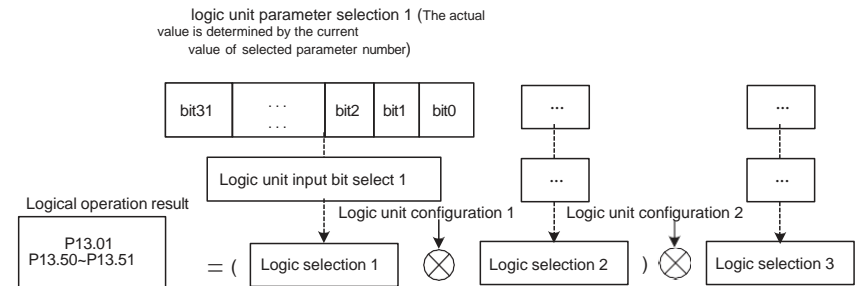 logic unit parameter selection 1 (The actual
value is determined by the current
value of selected parameter number)
bit31 ... bit2 bit1 bit0 ... ...
...
Logic unit input bit select 1 ... ...
Logical operation result
Logic unit configuration 1 Logic unit configuration 2
P13.01
P13.50~P13.51
= ( Logic selection 1 ⊗ Logic selection 2 ) ⊗ Logic selection 3